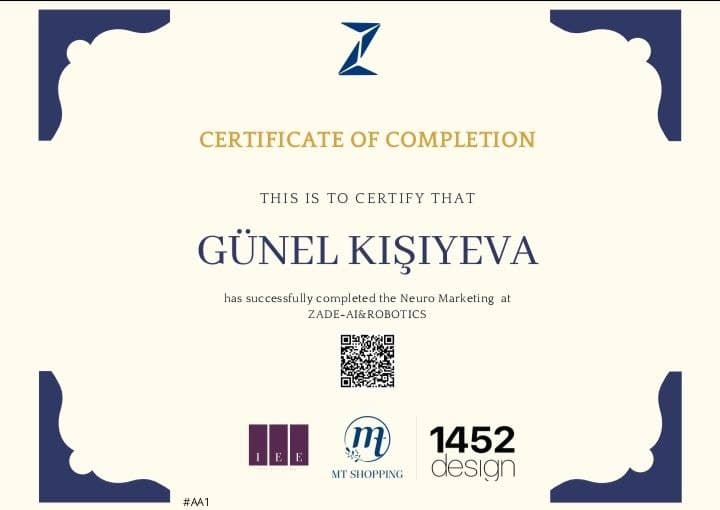 Z
CERTIFICATE OF COMPLETION
THIS IS TO CERTIFY THAT
GÜNEL KIŞIYEVA
has successfully completed the Neuro Marketing at
ZADE-AI&ROBOTICS
I E E
mt
MT SHOPPING
1452
design
#AA1